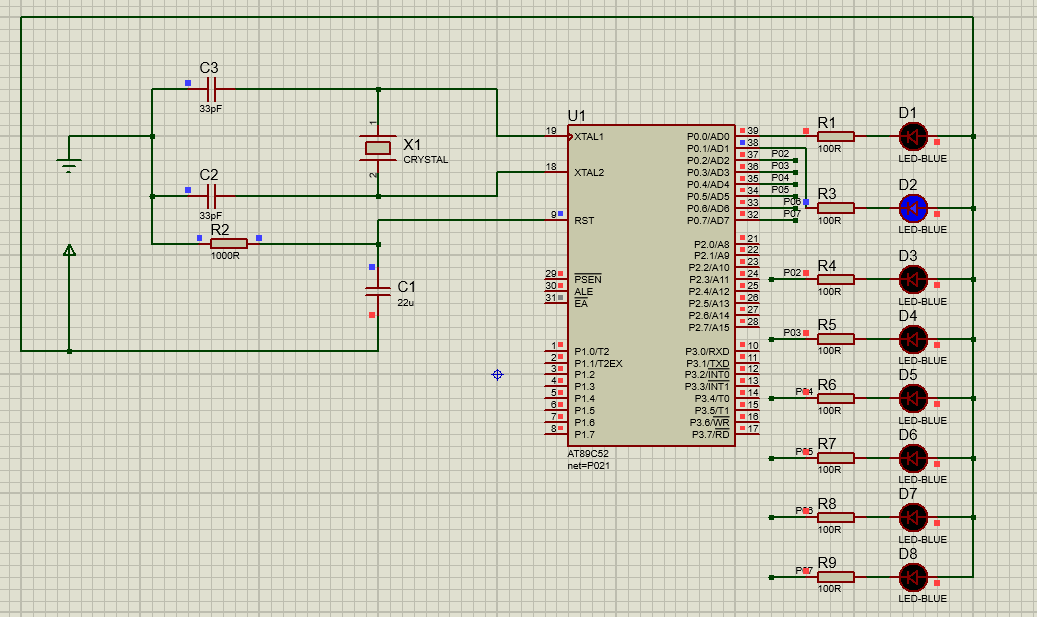 C3
33pF
C2
33pF
R2
1000R
X1
CRYSTAL
1
2
C1
22u
U1
19 XTAL1
18 XTAL2
9 RST
29 PSEN
30 ALE
31 EA
1 P1.0/T2
2 P1.1/T2EX
3 P1.2
4 P1.3
5 P1.4
6 P1.5
7 P1.6
8 P1.7
P0.0/AD0 39
P0.1/AD1 38
P0.2/AD2 37 P02
P0.3/AD3 36 P03
P0.4/AD4 35 P04
P0.5/AD5 34 P05
P0.6/AD6 33 P06
P0.7/AD7 32 P07
P2.0/A8 21
P2.1/A9 22
P2.2/A10 23
P2.3/A11 24
P2.4/A12 25
P2.5/A13 26
P2.6/A14 27
P2.7/A15 28
P3.0/RXD 10
P3.1/TXD 11
P3.2/INT0 12
P3.3/INT1 13
P3.4/T0 14
P3.5/T1 15
P3.6/WR 16
P3.7/RD 17
AT89C52
net=P021
R1
100R
D1
LED-BLUE
R3
100R
D2
LED-BLUE
P02
R4
100R
D3
LED-BLUE
P03
R5
100R
D4
LED-BLUE
P04
R6
100R
D5
LED-BLUE
P05
R7
100R
D6
LED-BLUE
P06
R8
100R
D7
LED-BLUE
P07
R9
100R
D8
LED-BLUE